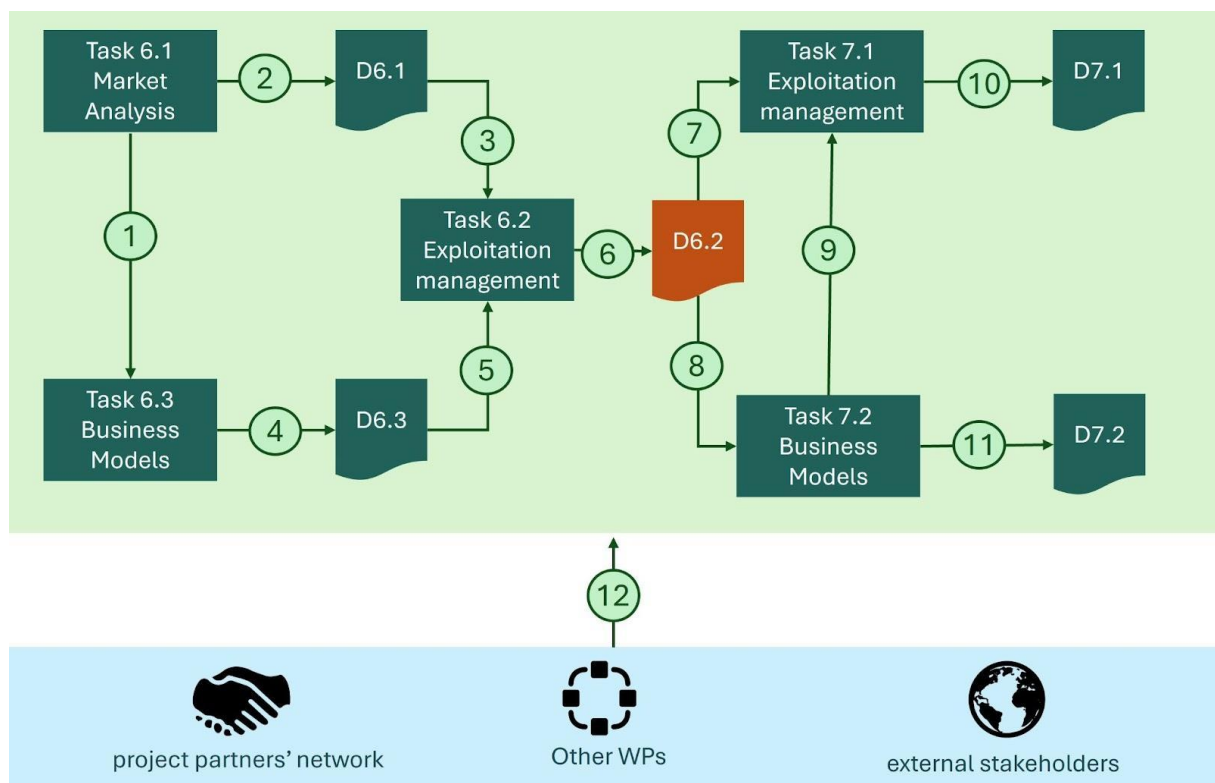 Task 6.1
Market
Analysis
2
D6.1
3
1
Task 6.2
Exploitation
management
6
D6.2
Task 6.3
Business
Models
4
D6.3
5
7
Task 7.1
Exploitation
management
10
D7.1
9
8
Task 7.2
Business
Models
11
D7.2
12
project partners’ network
Other WPs
external stakeholders